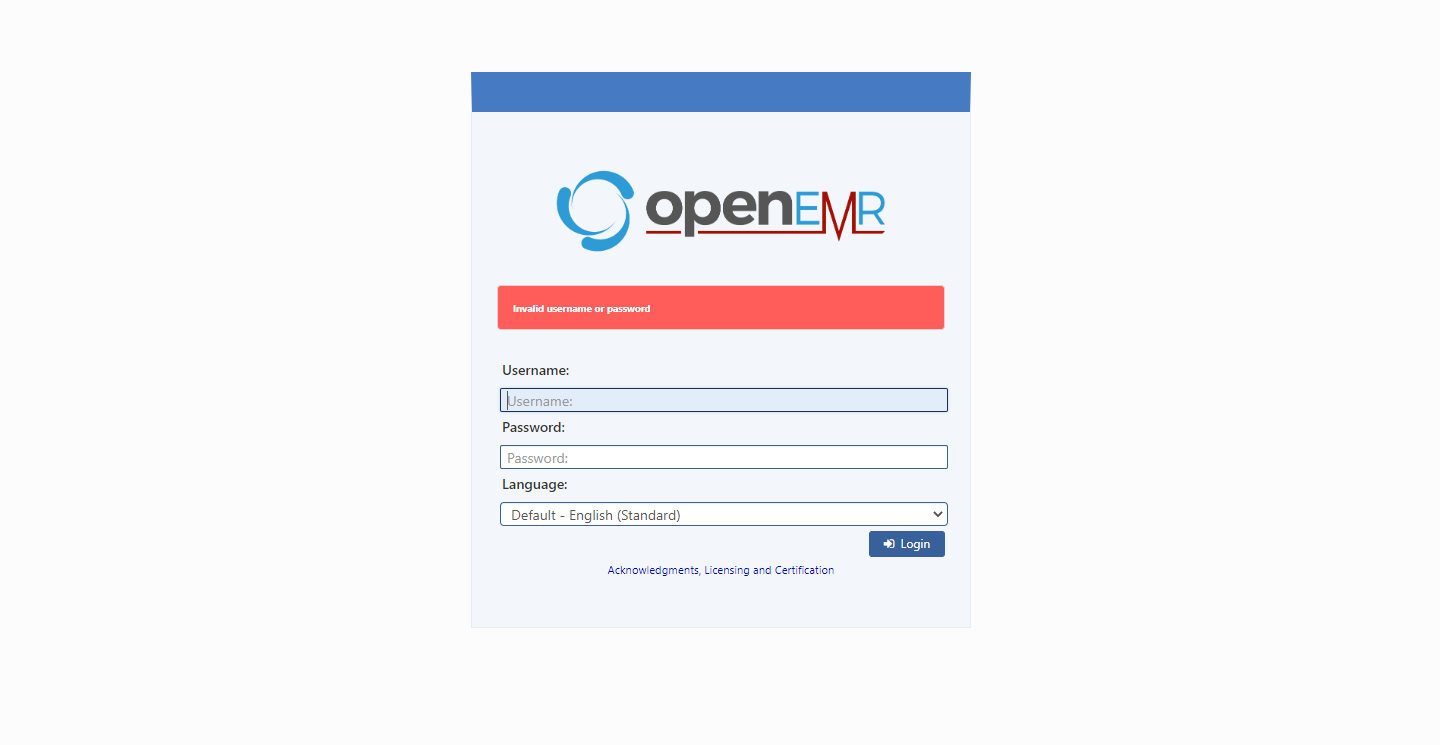 openEMR
Invalid username or password
Username:
Username:
Password:
Password:
Language:
Default - English (Standard)
Login
Acknowledgments, Licensing and Certification